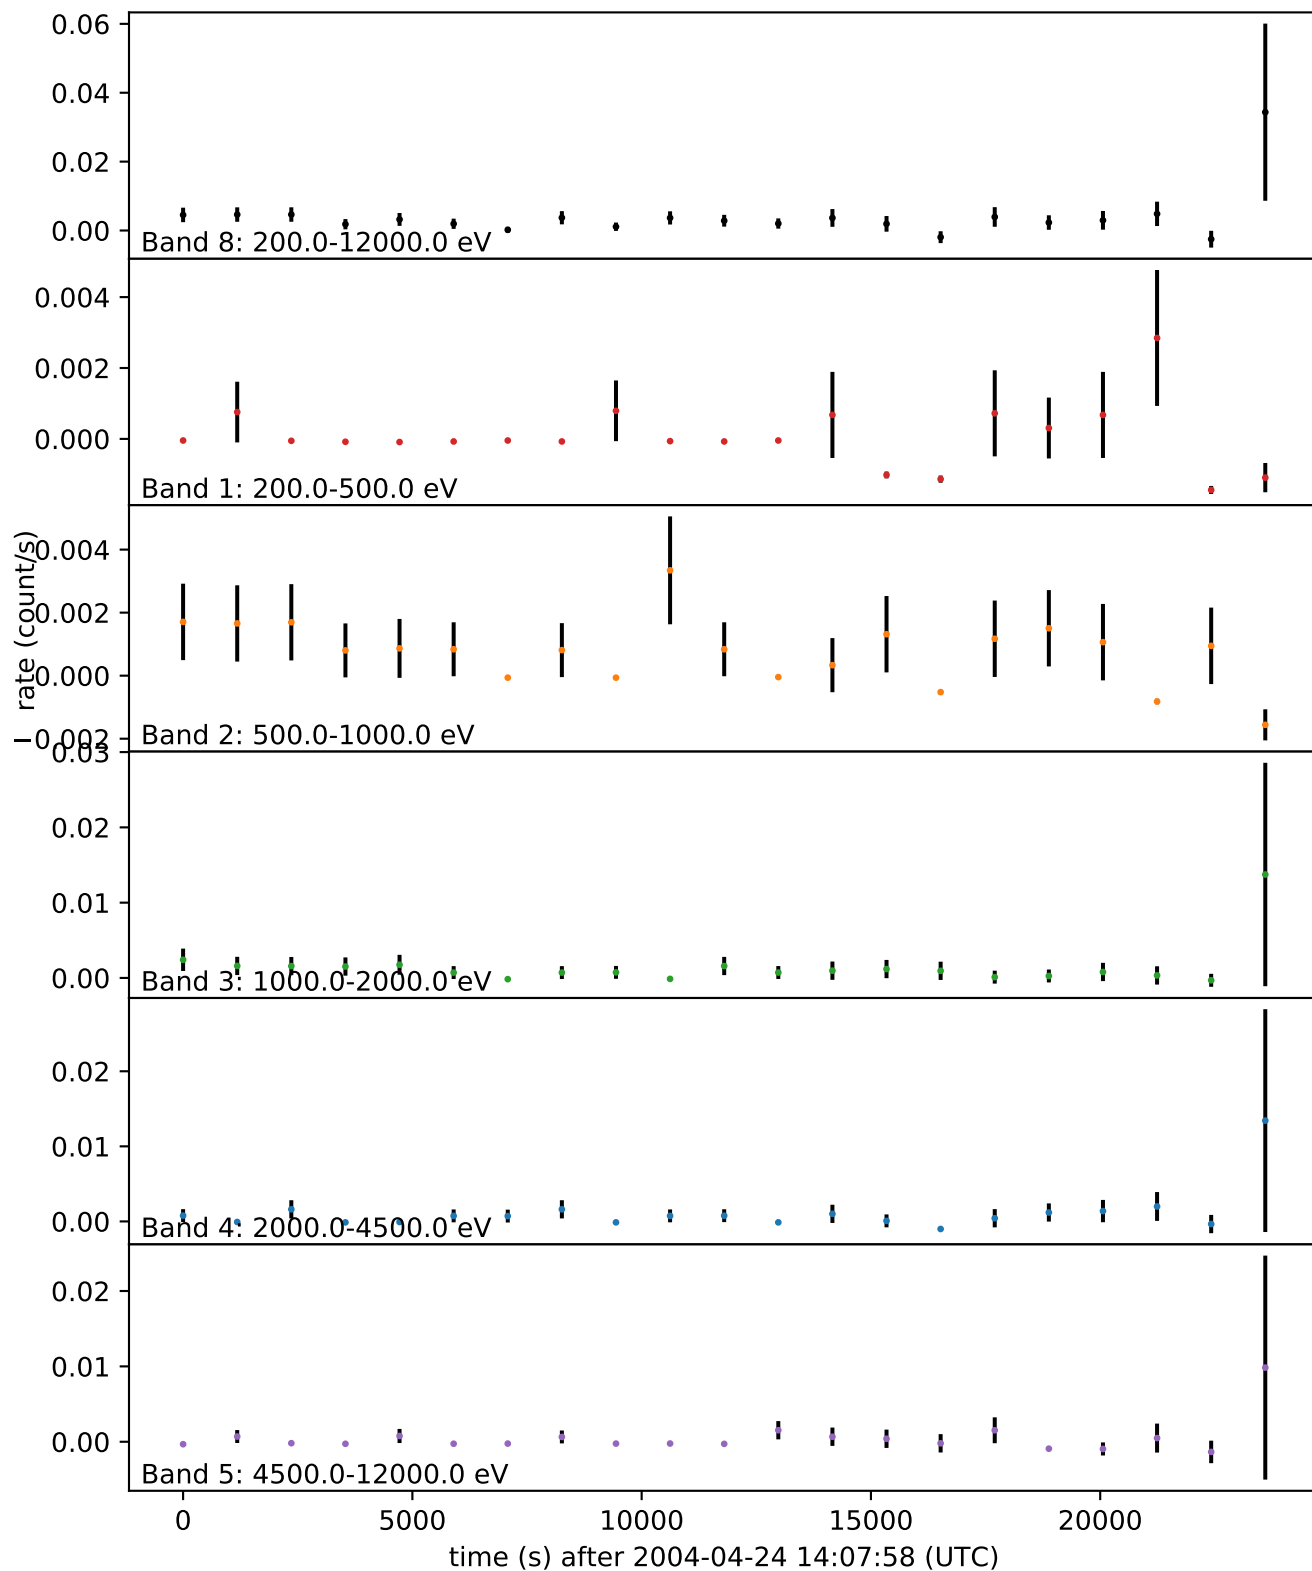 0.06
0.04
0.02
0.00
Band 8: 200.0-12000.0 eV
0.004
0.002
0.000
Band 1: 200.0-500.0 eV
rate (count/s)
0.004
0.002
0.000
−0.002
Band 2: 500.0-1000.0 eV
0.03
0.02
0.01
0.00
Band 3: 1000.0-2000.0 eV
0.02
0.01
0.00
Band 4: 2000.0-4500.0 eV
0.02
0.01
0.00
Band 5: 4500.0-12000.0 eV
0 5000 10000 15000 20000
time (s) after 2004-04-24 14:07:58 (UTC)